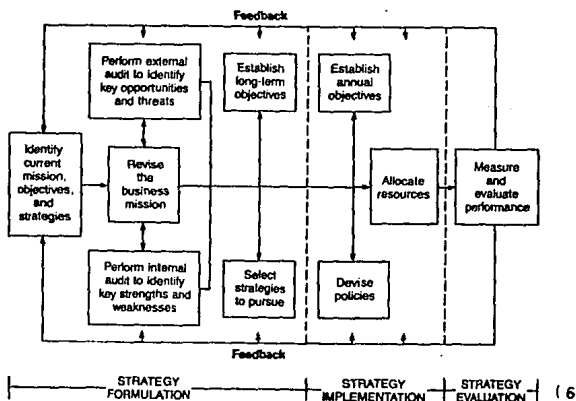 Feedback
Perform external
audit to identify
key opportunities
and threats
Establish
long-term
objectives
Establish
annual
objectives
Identify
current
mission,
objectives,
and
strategies
Revise
the
business
mission
Allocate
resources
Measure
and
evaluate
performance
Perform internal
audit to identify
key strengths and
weaknesses
Select
strategies
to pursue
Devise
policies
Feedback
STRATEGY
FORMULATION
STRATEGY
IMPLEMENTATION
STRATEGY
EVALUATION
(6